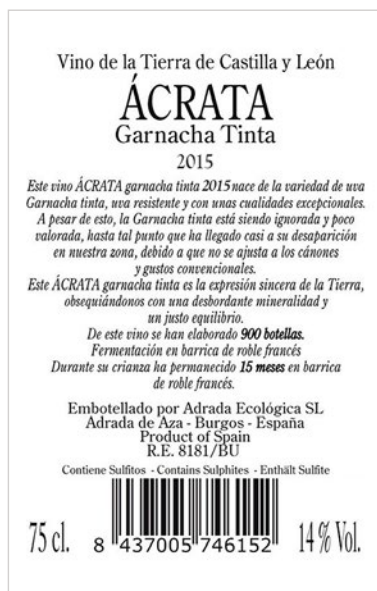 Vino de la Tierra de Castilla y León
ÁCRATA
Garnacha Tinta
2015
Este vino ÁCRATA garnacha tinta 2015 nace de la variedad de uva
Garnacha tinta, uva resistente y con unas cualidades excepcionales.
A pesar de esto, la Garnacha tinta está siendo ignorada y poco
valorada, hasta tal punto que ha llegado casi a su desaparición
en nuestra zona, debido a que no se ajusta a los cánones
y gustos convencionales.
Este ÁCRATA garnacha tinta es la expresión sincera de la Tierra,
obsequiándonos con una desbordante mineralidad y
un justo equilibrio.
De este vino se han elaborado 900 botellas.
Fermentación en barrica de roble francés
Durante su crianza ha permanecido 15 meses en barrica
de roble francés.
Embotellado por Adrada Ecológica SL
Adrada de Aza - Burgos - España
Product of Spain
R.E. 8181/BU
Contiene Sulfitos - Contains Sulphites - Enthält Sulfite
75 cl. 8 437005 746152 14 % Vol.